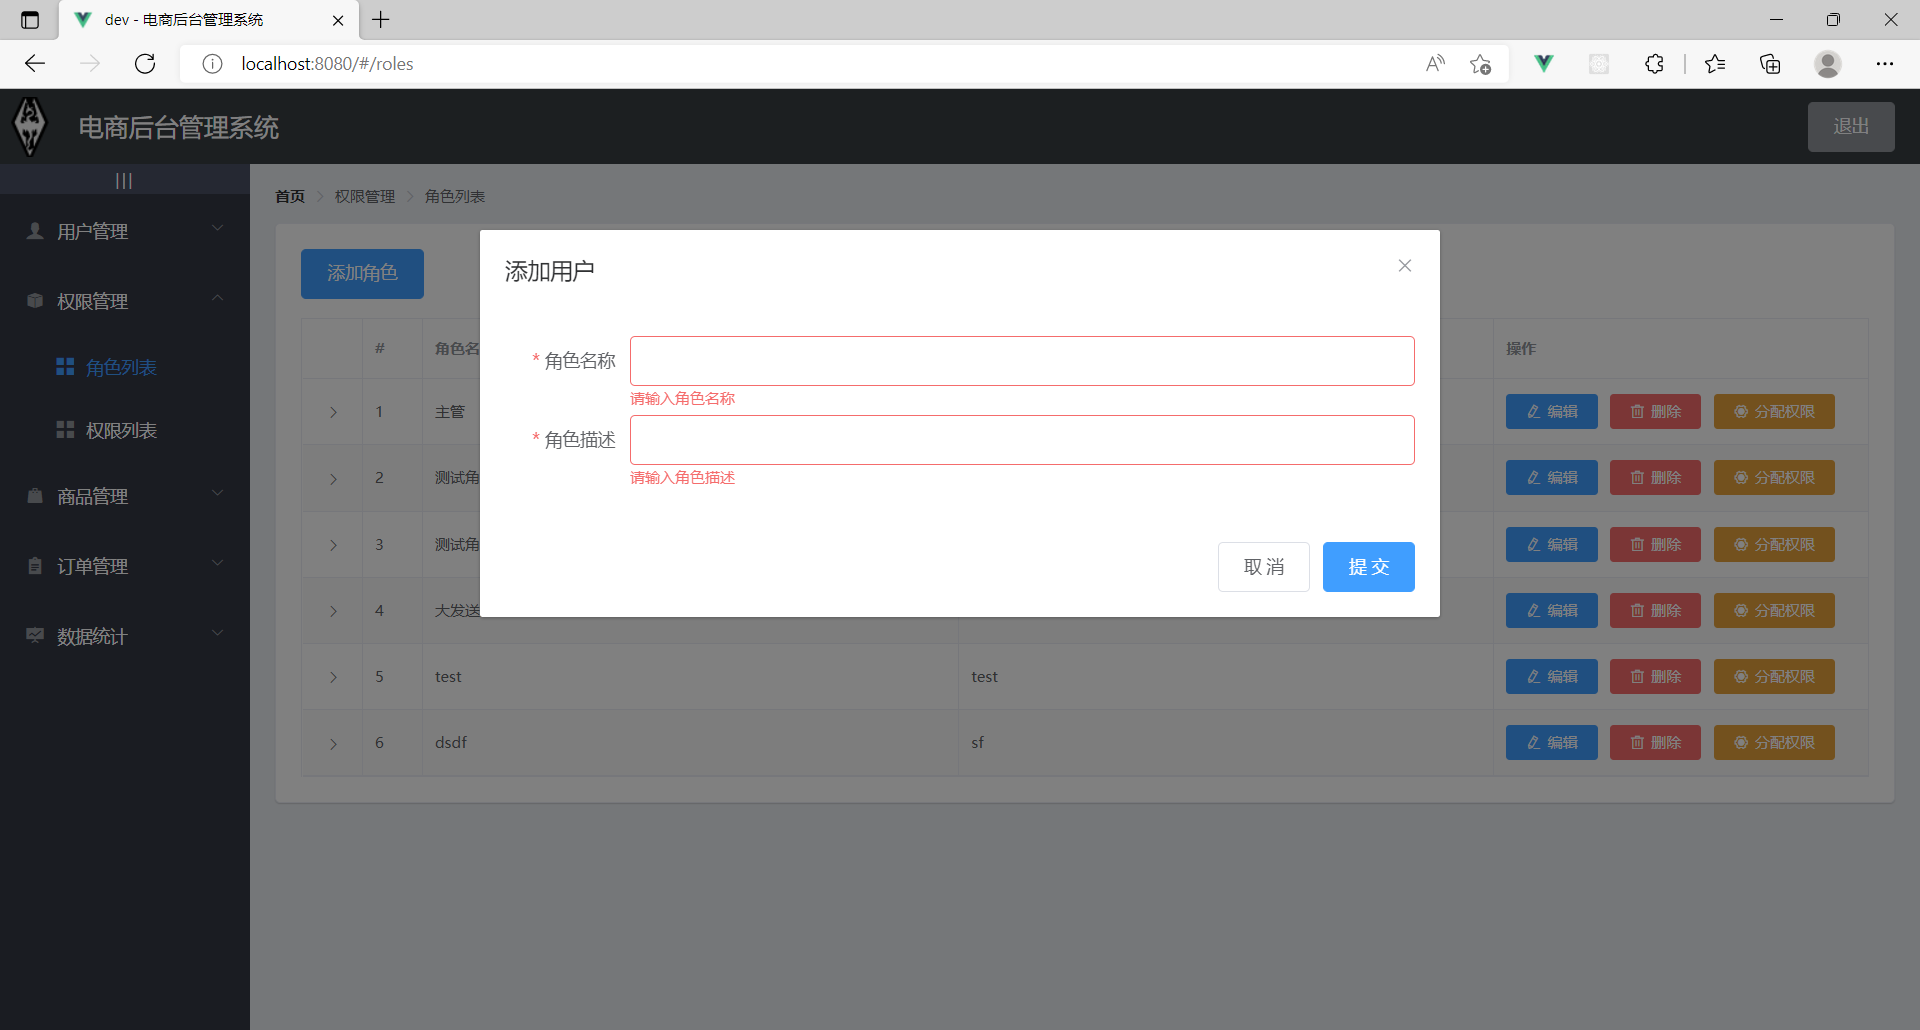 dev - 电商后台管理系统
localhost:8080/#/roles
电商后台管理系统
退出
|||
用户管理
权限管理
角色列表
权限列表
商品管理
订单管理
数据统计
首页 权限管理 角色列表
添加角色
# 角色名 操作
1 主管 编辑 删除 分配权限
2 测试角 编辑 删除 分配权限
3 测试角 编辑 删除 分配权限
4 大发送 编辑 删除 分配权限
5 test test 编辑 删除 分配权限
6 dsdf sf 编辑 删除 分配权限
添加用户
* 角色名称
请输入角色名称
* 角色描述
请输入角色描述
取 消 提 交